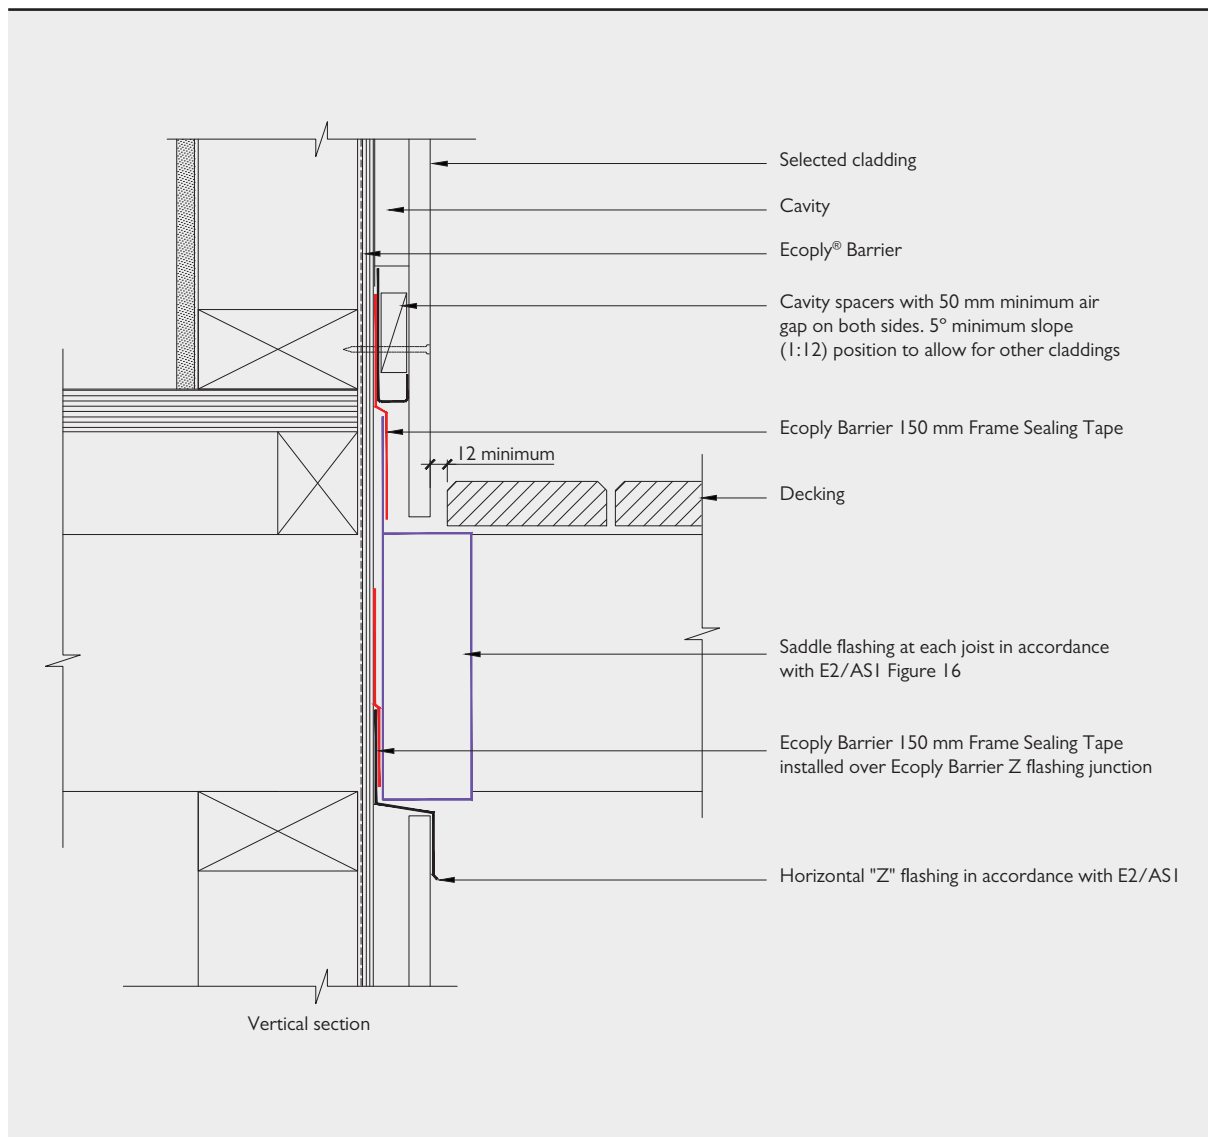 Selected cladding
Cavity
Ecoply® Barrier
Cavity spacers with 50 mm minimum air
gap on both sides. 5º minimum slope
(1:12) position to allow for other claddings
Ecoply Barrier 150 mm Frame Sealing Tape
12 minimum
Decking
Saddle flashing at each joist in accordance
with E2/AS1 Figure 16
Ecoply Barrier 150 mm Frame Sealing Tape
installed over Ecoply Barrier Z flashing junction
Horizontal "Z" flashing in accordance with E2/AS1
Vertical section